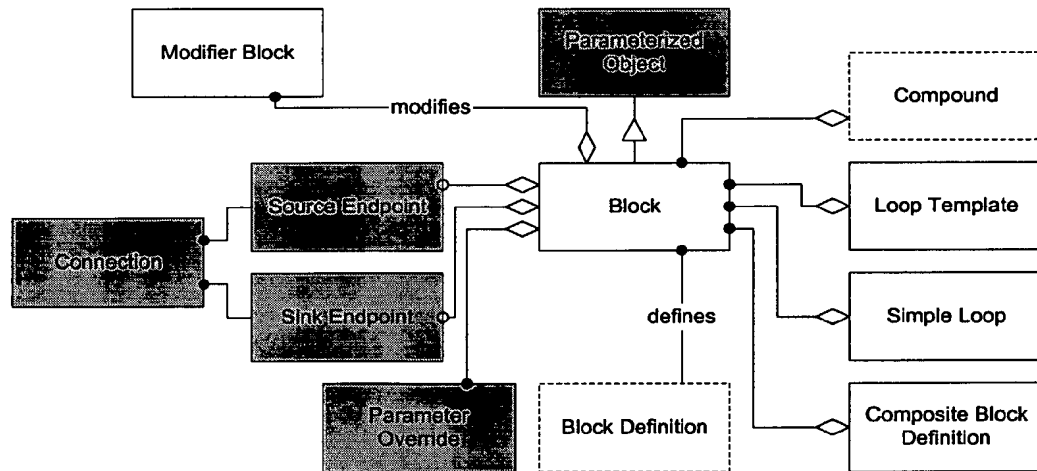 Modifier Block
Parameterized
Object
Compound
modifies
Source Endpoint
Block
Loop Template
Connection
Sink Endpoint
defines
Simple Loop
Parameter
Override
Block Definition
Composite Block
Definition